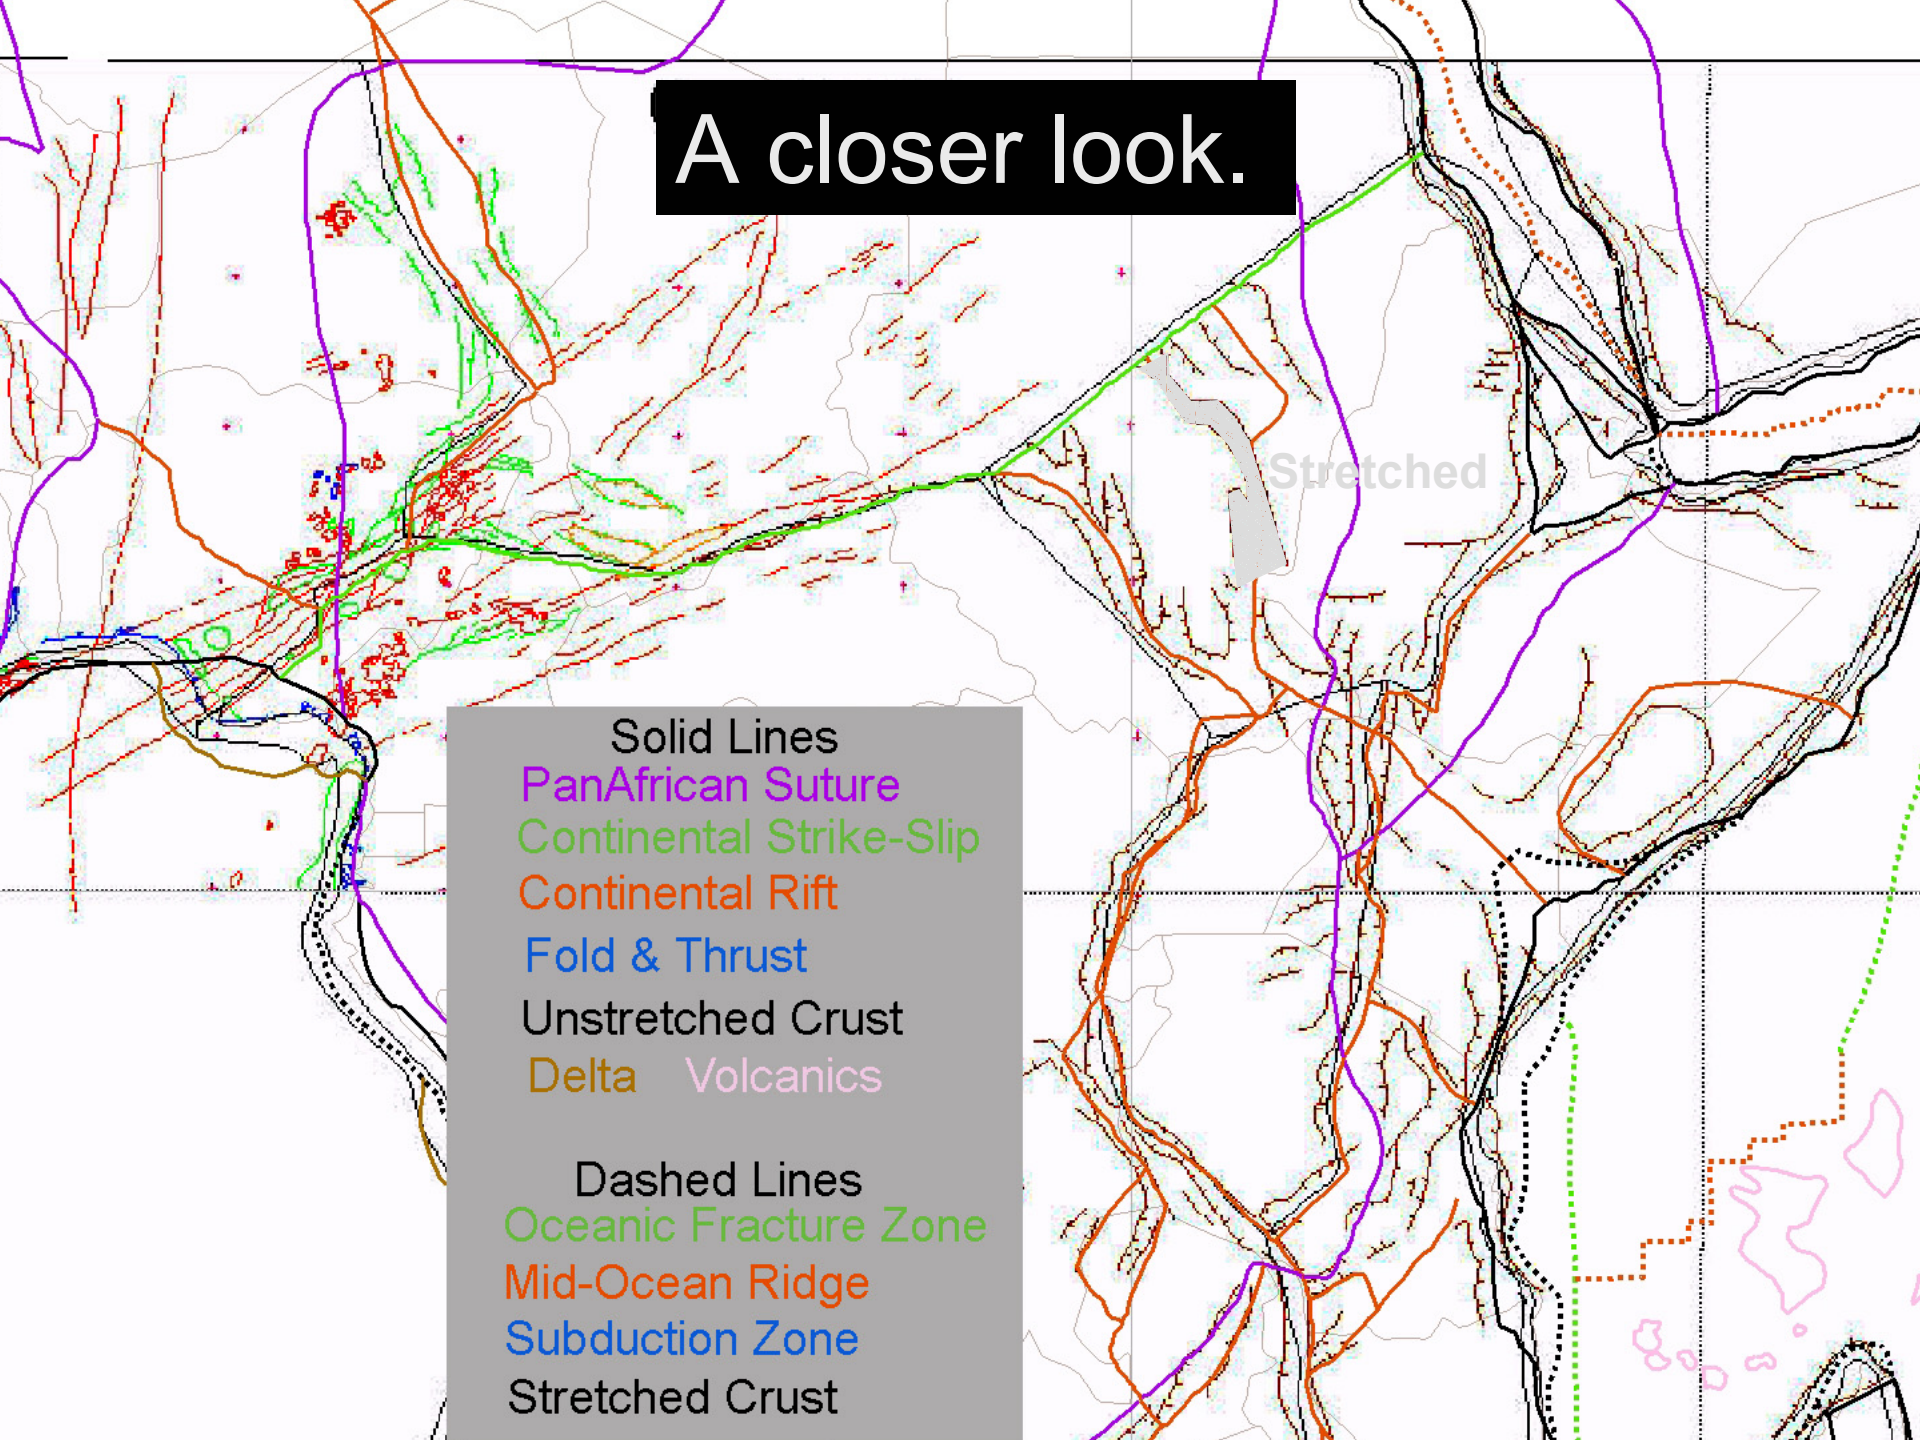 A closer look.
Stretched
Solid Lines
PanAfrican Suture
Continental Strike-Slip
Continental Rift
Fold & Thrust
Unstretched Crust
Delta Volcanics
Dashed Lines
Oceanic Fracture Zone
Mid-Ocean Ridge
Subduction Zone
Stretched Crust